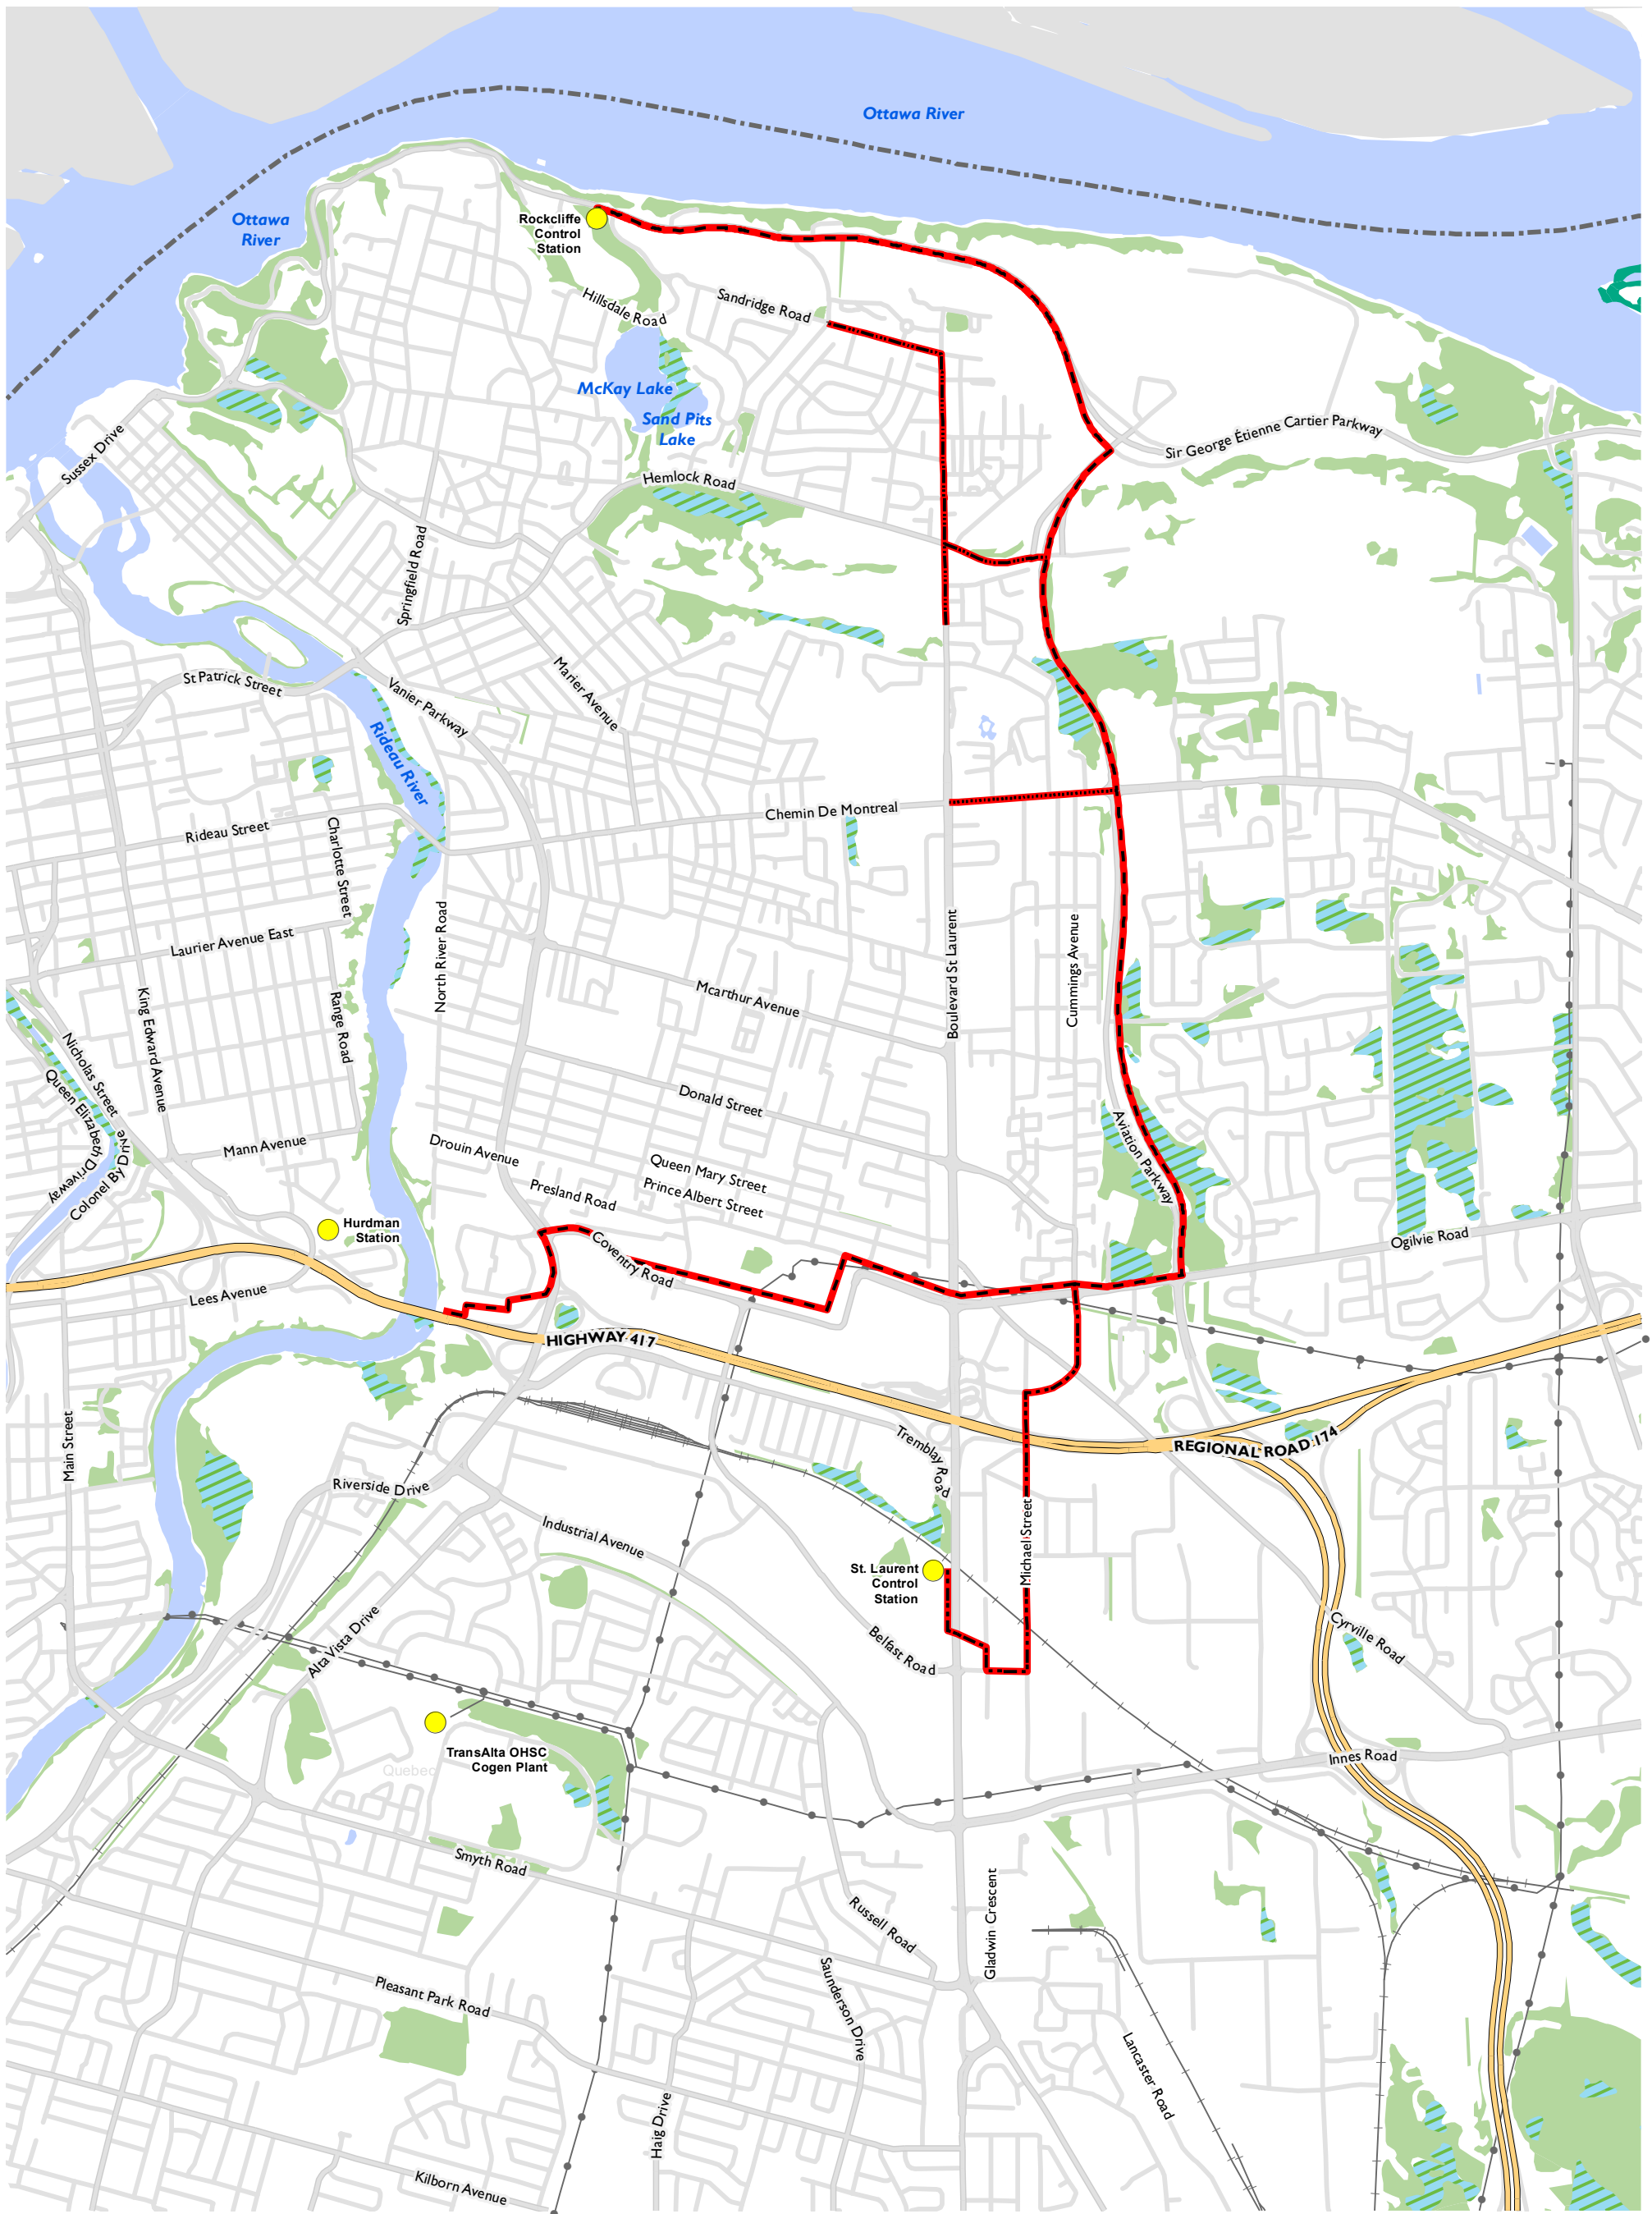 Ottawa River
Ottawa
River
Rockcliffe
Control
Station
Hillsdale Road
Sandridge Road
McKay Lake
Sand Pits
Lake
Sir George Étienne Cartier Parkway
Sussex Drive
Hemlock Road
Springfield Road
St Patrick Street
Vanier Parkway
Marier Avenue
Rideau River
Chemin De Montreal
Rideau Street
Charlotte Street
Laurier Avenue East
North River Road
Boulevard St Laurent
Cummings Avenue
Mcarthur Avenue
King Edward Avenue
Range Road
Nicholas Street
Queen Elizabeth Driveway
Colonel By Drive
Donald Street
Mann Avenue
Drouin Avenue
Aviation Parkway
Queen Mary Street
Presland Road
Prince Albert Street
Hurdman
Station
Coventry Road
Ogilvie Road
Lees Avenue
HIGHWAY 417
Main Street
Tremblay Road
REGIONAL ROAD 174
Riverside Drive
Michael Street
Industrial Avenue
St. Laurent
Control
Station
Alta Vista Drive
Belfast Road
Cyrville Road
TransAlta OHSC
Cogen Plant
Quebec
Innes Road
Smyth Road
Russell Road
Gladwin Crescent
Pleasant Park Road
Saunderson Drive
Lancaster Road
Haig Drive
Kilborn Avenue